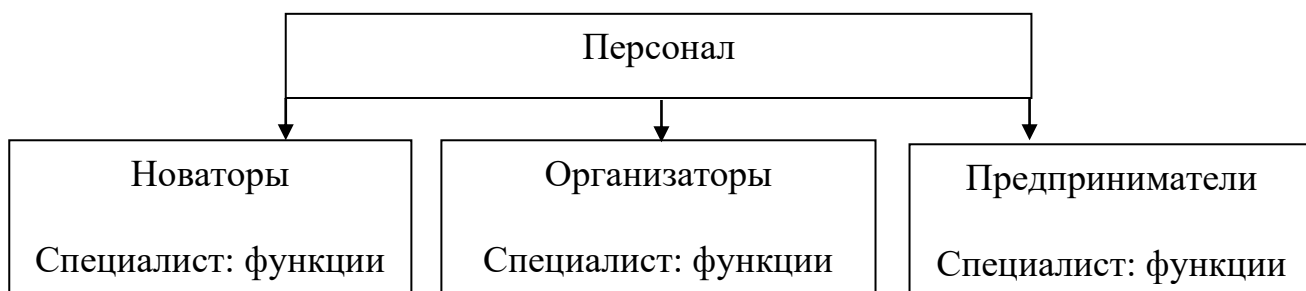 Персонал
Новаторы
Специалист: функции
Организаторы
Специалист: функции
Предприниматели
Специалист: функции